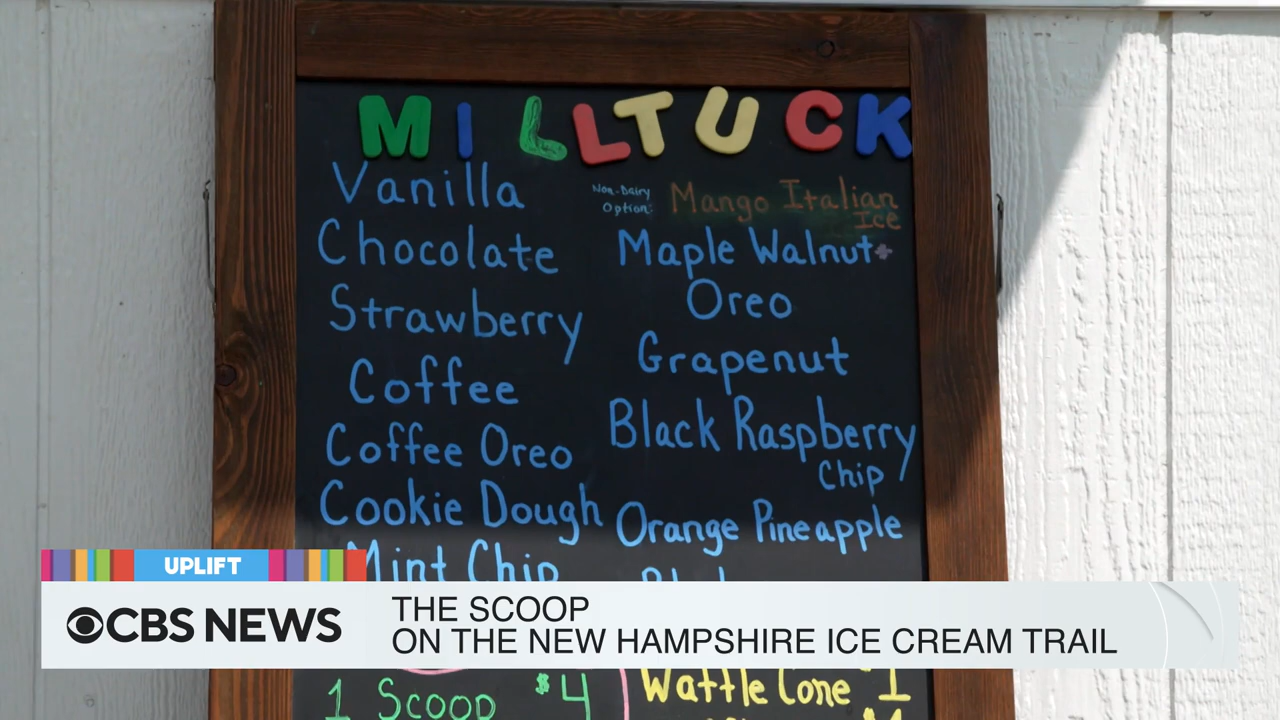 MILLTUCK
Vanilla
Chocolate
Strawberry
Coffee
Coffee Oreo
Cookie Dough
Mint Chip
Non-Dairy
Option:
Mango Italian
Ice
Maple Walnut
Oreo
Grapenut
Black Raspberry
Chip
Orange Pineapple
UPLIFT
CBS NEWS
THE SCOOP
ON THE NEW HAMPSHIRE ICE CREAM TRAIL
1 Scoop $4
Waffle Cone $1